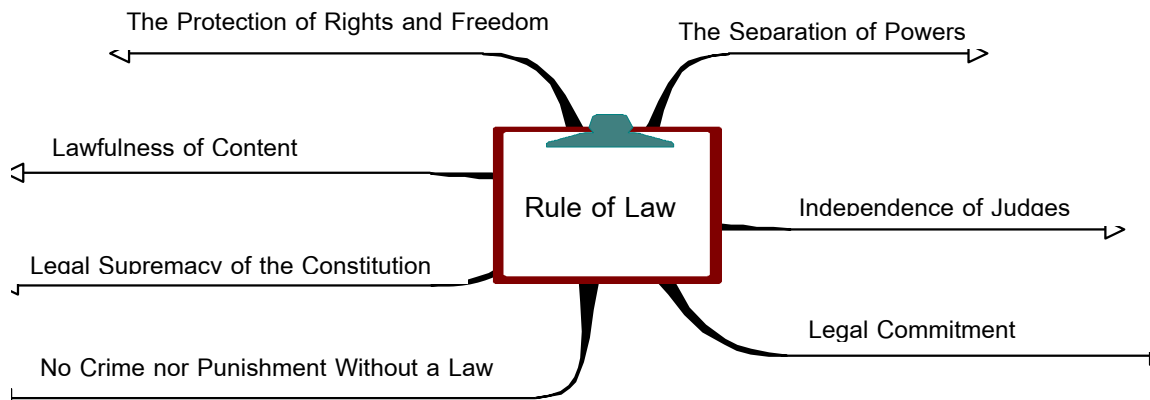 The Protection of Rights and Freedom
The Separation of Powers
Lawfulness of Content
Rule of Law
Independence of Judges
Legal Supremacy of the Constitution
Legal Commitment
No Crime nor Punishment Without a Law